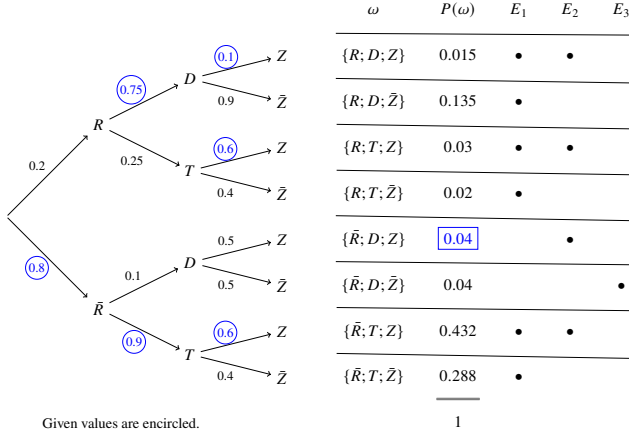 ω P(ω) E₁ E₂ E₃
0.1 Z {R; D; Z} 0.015 • •
0.75 D
0.9 Z̄ {R; D; Z̄} 0.135 •
R
0.2 0.25 0.6 Z {R; T; Z} 0.03 • •
T
0.4 Z̄ {R; T; Z̄} 0.02 •
0.5 Z {R̄; D; Z} 0.04 •
0.8 0.1 D
0.5 Z̄ {R̄; D; Z̄} 0.04 •
R̄
0.9 0.6 Z {R̄; T; Z} 0.432 • •
T
0.4 Z̄ {R̄; T; Z̄} 0.288 •
Given values are encircled. 1